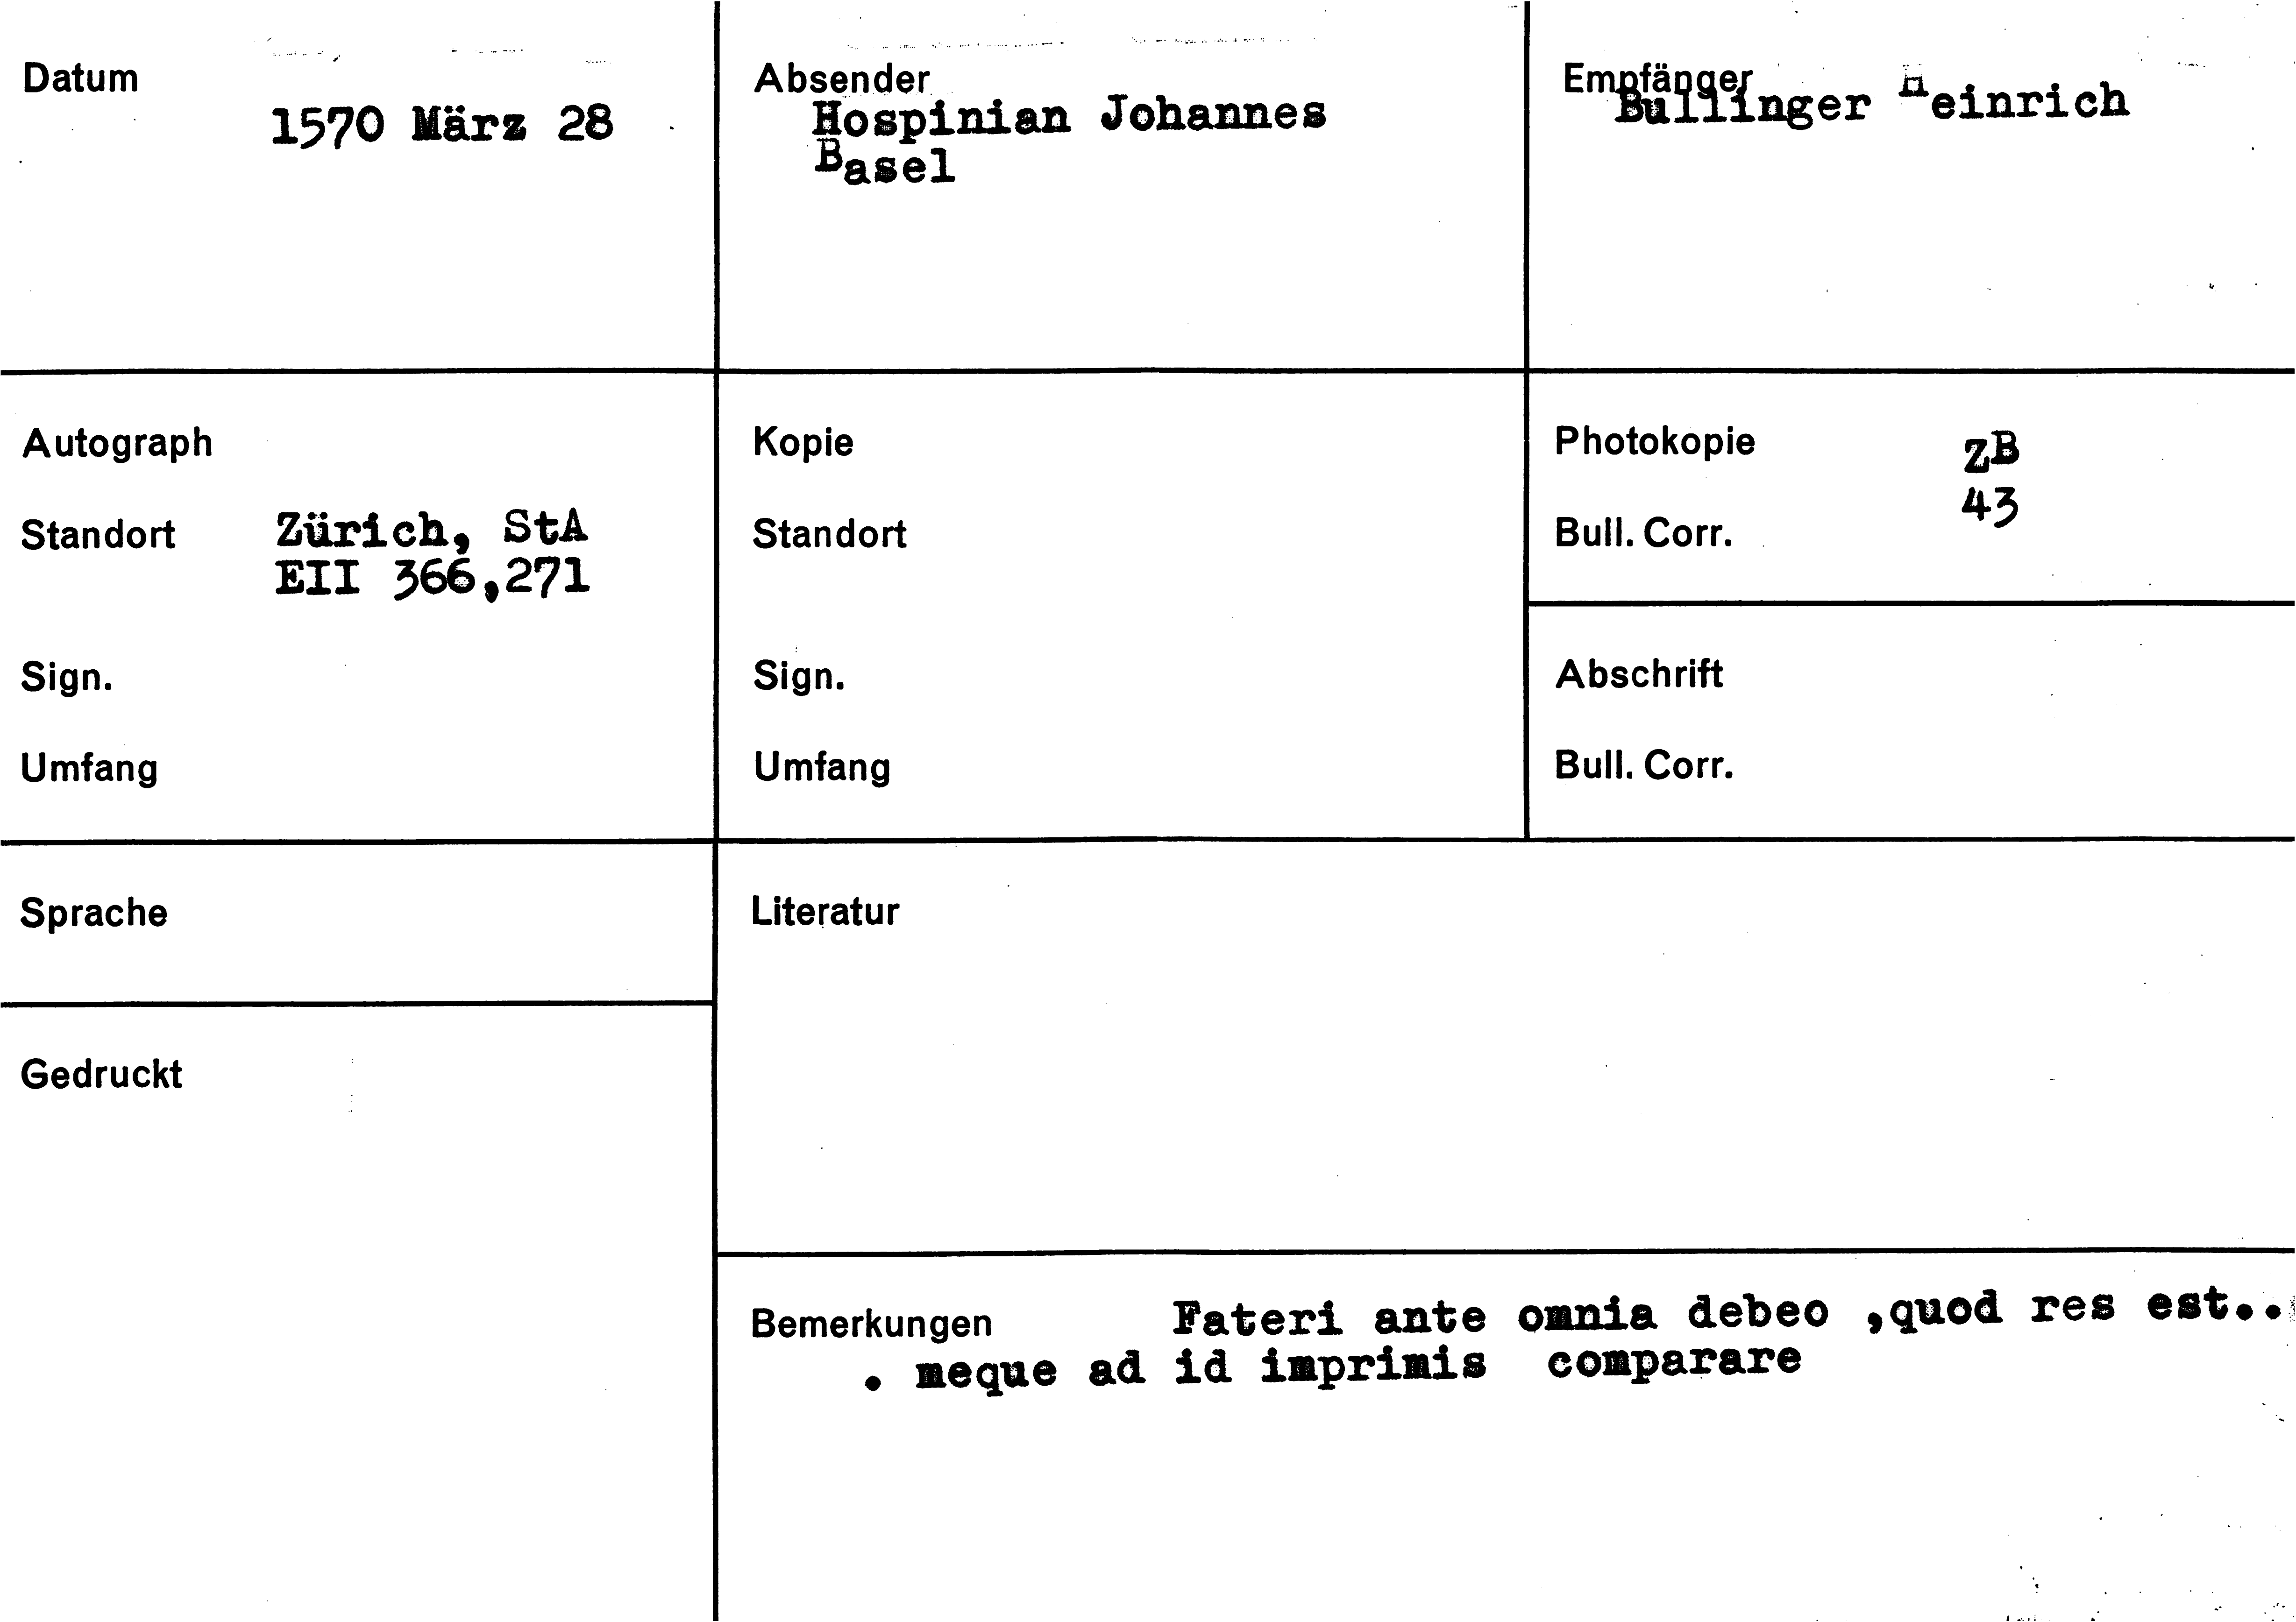 Datum
1570 März 28
Absender
Hospinian Johannes
Basel
Empfänger
Bullinger Heinrich
Autograph
Standort Zürich, StA
EII 366,271
Sign.
Umfang
Kopie
Standort
Sign.
Umfang
Photokopie ZB
43
Bull. Corr.
Abschrift
Bull. Corr.
Sprache
Gedruckt
Literatur
Bemerkungen Fateri ante omnia debeo ,quod res est..
. meque ad id imprimis comparare